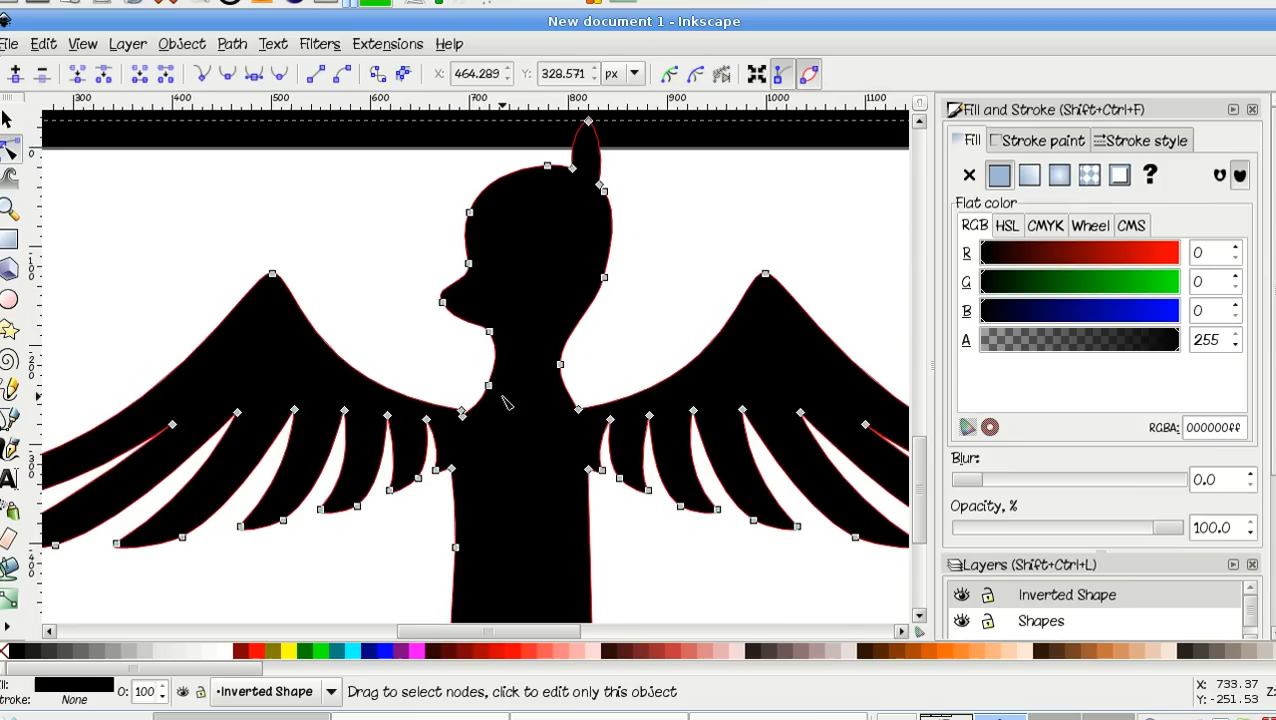 New document 1 - Inkscape
File Edit View Layer Object Path Text Filters Extensions Help
X: 464.289 Y: 328.571 px
300 400 500 600 700 800 900 1000 1100
Fill and Stroke (Shift+Ctrl+F)
Fill Stroke paint Stroke style
?
Flat color
RGB HSL CMYK Wheel CMS
R 0
G 0
B 0
A 255
RGBA: 000000ff
Blur:
0.0
Opacity, %
100.0
Layers (Shift+Ctrl+L)
Inverted Shape
Shapes
Fill: O: 100 •Inverted Shape Drag to select nodes, click to edit only this object X: 733.37 Z:
Stroke: None Y: -251.53